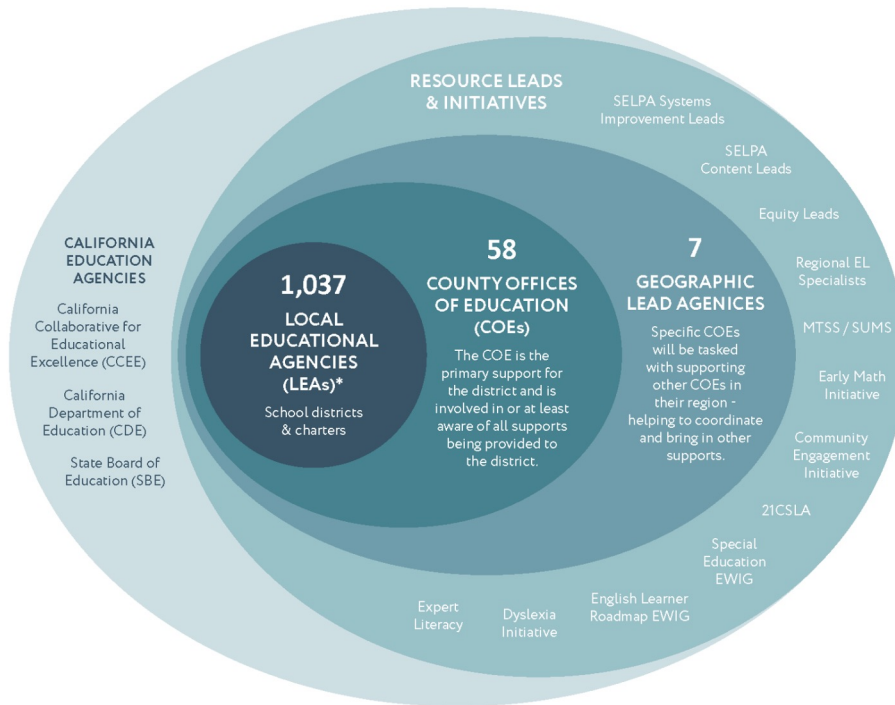 RESOURCE LEADS
& INITIATIVES
SELPA Systems
Improvement Leads
SELPA
Content Leads
Equity Leads
Regional EL
Specialists
MTSS / SUMS
Early Math
Initiative
Community
Engagement
Initiative
21CSLA
Special
Education
EWIG
English Learner
Roadmap EWIG
Dyslexia
Initiative
Expert
Literacy
CALIFORNIA
EDUCATION
AGENCIES
California
Collaborative for
Educational
Excellence (CCEE)
California
Department of
Education (CDE)
State Board of
Education (SBE)
1,037
LOCAL
EDUCATIONAL
AGENCIES
(LEAs)*
School districts
& charters
58
COUNTY OFFICES
OF EDUCATION
(COEs)
The COE is the
primary support for
the district and is
involved in or at least
aware of all supports
being provided to
the district.
7
GEOGRAPHIC
LEAD AGENICES
Specific COEs
will be tasked
with supporting
other COEs in
their region -
helping to coordinate
and bring in other
supports.